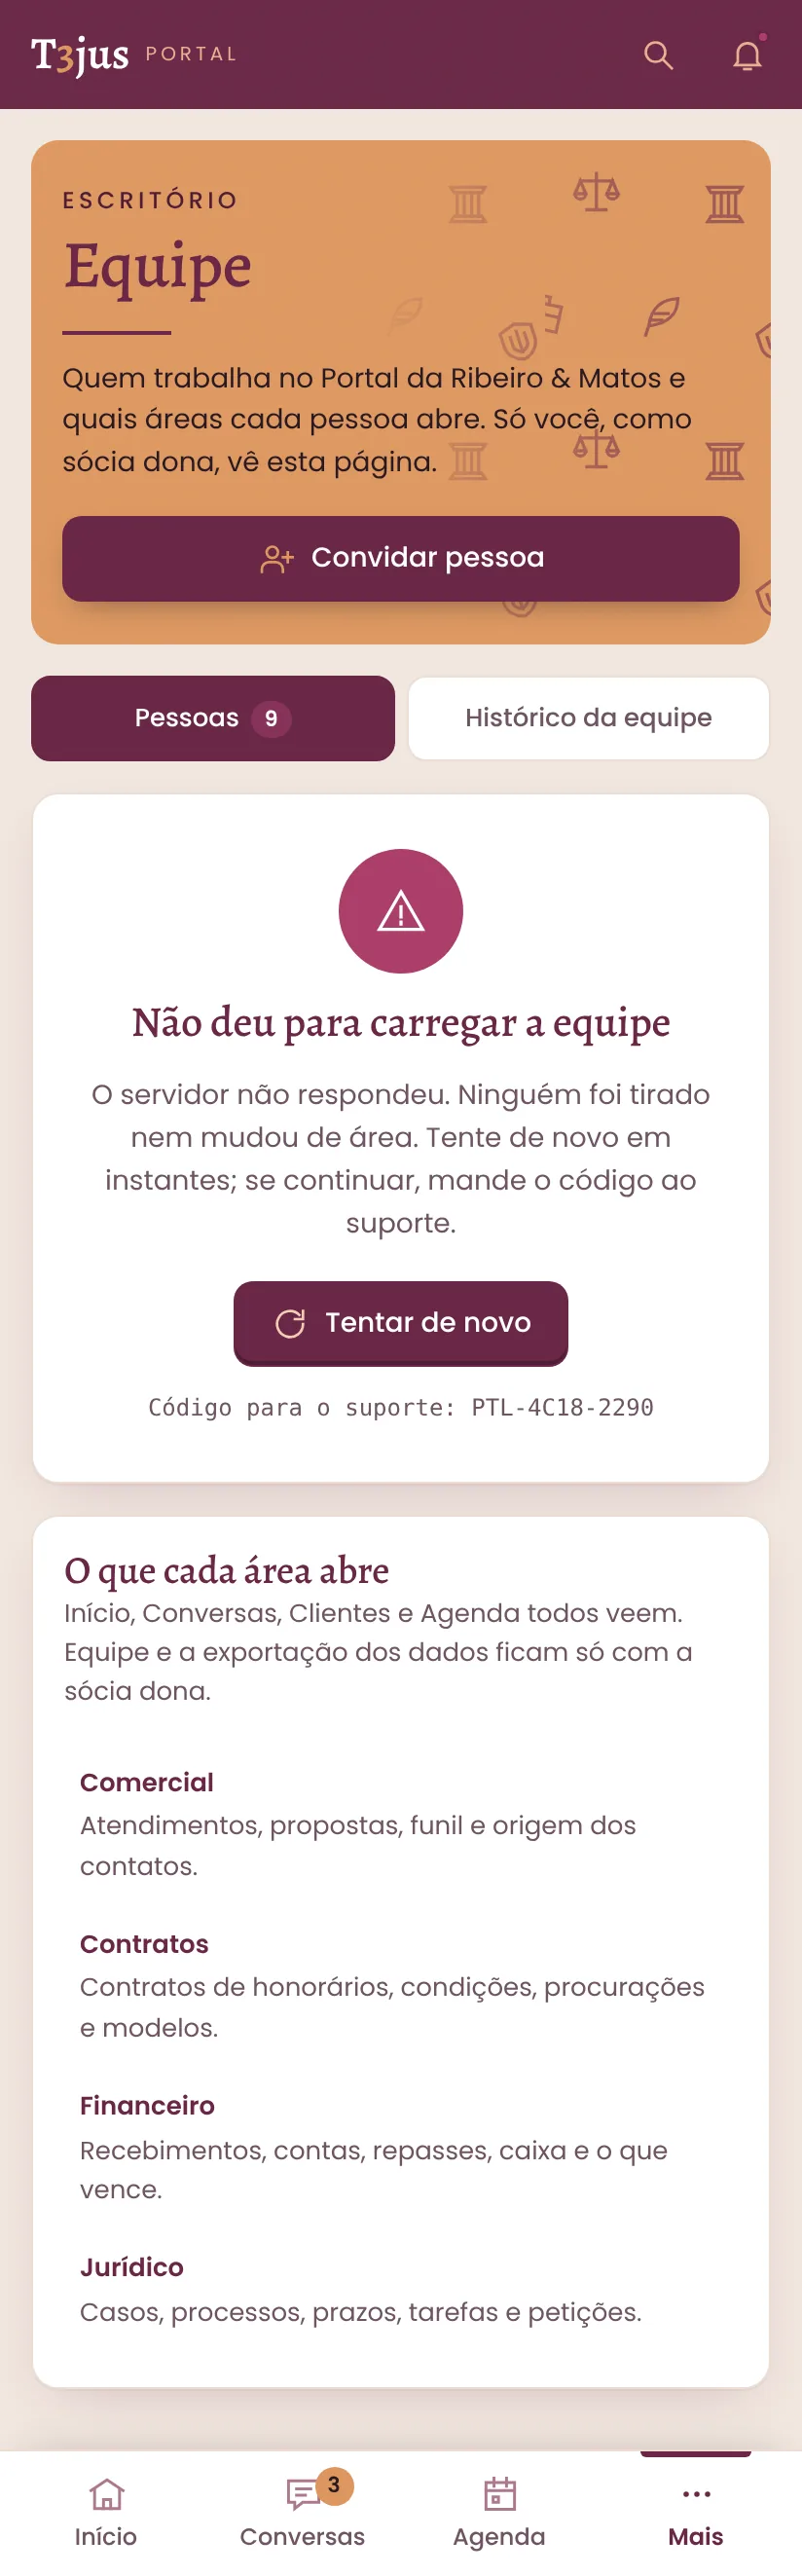 T3jus PORTAL
ESCRITÓRIO
Equipe
Quem trabalha no Portal da Ribeiro & Matos e
quais áreas cada pessoa abre. Só você, como
sócia dona, vê esta página.
Convidar pessoa
Pessoas 9
Histórico da equipe
Não deu para carregar a equipe
O servidor não respondeu. Ninguém foi tirado
nem mudou de área. Tente de novo em
instantes; se continuar, mande o código ao
suporte.
Tentar de novo
Código para o suporte: PTL-4C18-2290
O que cada área abre
Início, Conversas, Clientes e Agenda todos veem.
Equipe e a exportação dos dados ficam só com a
sócia dona.
Comercial
Atendimentos, propostas, funil e origem dos
contatos.
Contratos
Contratos de honorários, condições, procurações
e modelos.
Financeiro
Recebimentos, contas, repasses, caixa e o que
vence.
Jurídico
Casos, processos, prazos, tarefas e petições.
3
Início
Conversas
Agenda
Mais